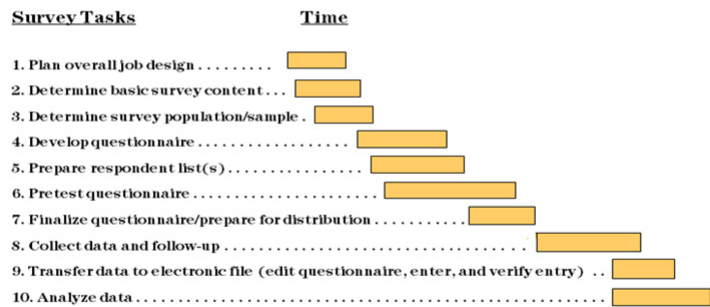 Survey Tasks Time
1. Plan overall job design . . . . . . . . .
2. Determine basic survey content . . .
3. Determine survey population/sample .
4. Develop questionnaire . . . . . . . . . . . . . . . . . .
5. Prepare respondent list(s) . . . . . . . . . . . . . . . .
6. Pretest questionnaire . . . . . . . . . . . . . . . . . . . . . .
7. Finalize questionnaire/prepare for distribution . . . . . . . . . . .
8. Collect data and follow-up . . . . . . . . . . . . . . . . . . . . . . . . . . . . . . . . . . . .
9. Transfer data to electronic file (edit questionnaire, enter, and verify entry) . .
10. Analyze data . . . . . . . . . . . . . . . . . . . . . . . . . . . . . . . . . . . . . . . . . . . . . . . . . . . . . . .